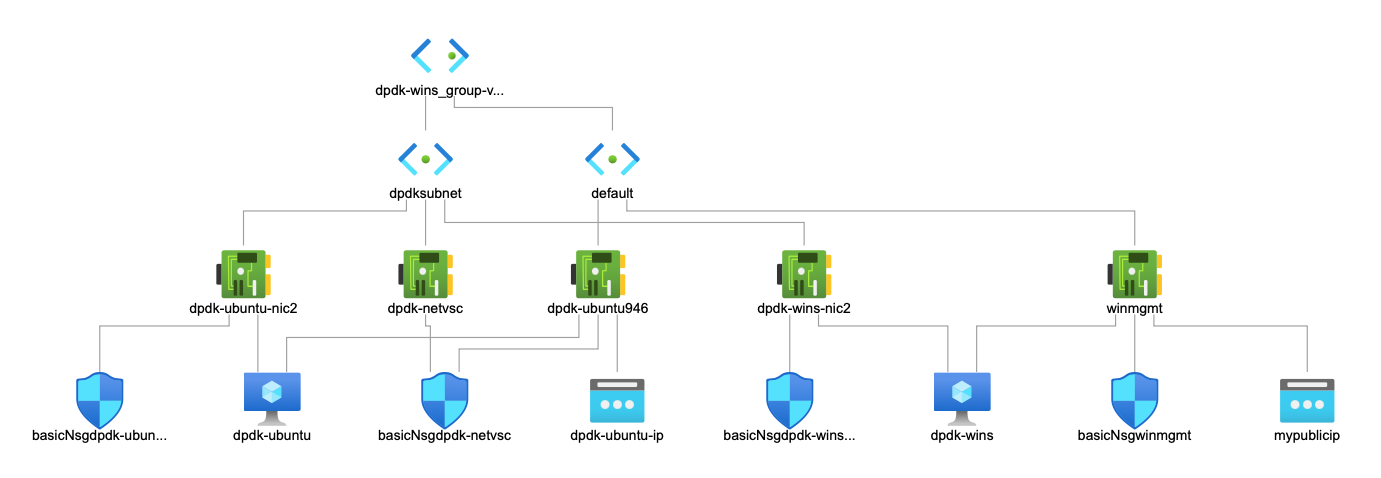 dpdk-wins_group-v...
dpdksubnet
default
dpdk-ubuntu-nic2
dpdk-netvsc
dpdk-ubuntu946
dpdk-wins-nic2
winmgmt
basicNsgdpdk-ubun...
dpdk-ubuntu
basicNsgdpdk-netvsc
dpdk-ubuntu-ip
basicNsgdpdk-wins...
dpdk-wins
basicNsgwinmgmt
mypublicip